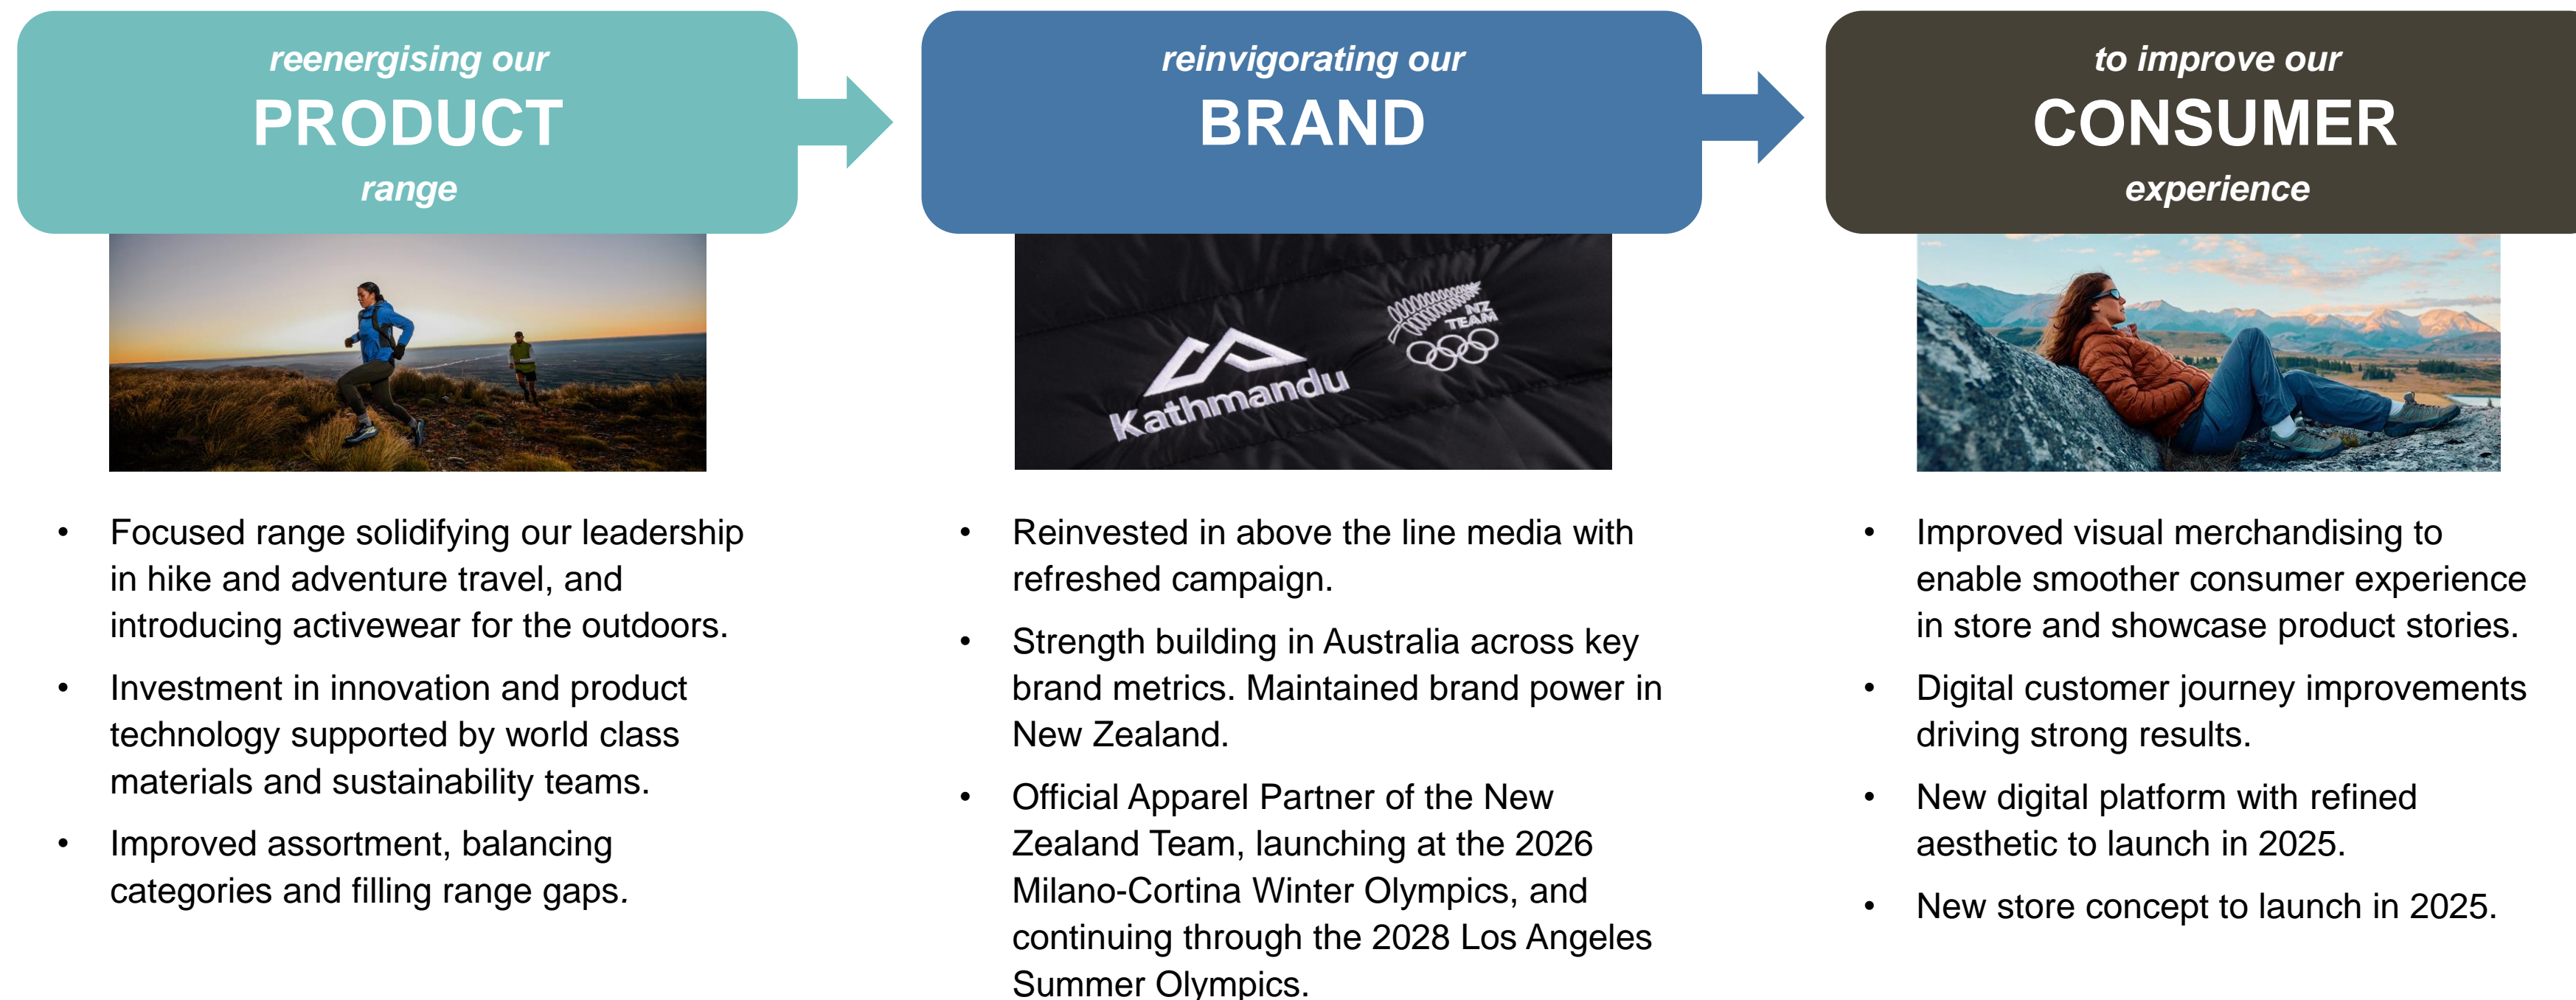 reenergising our
PRODUCT
range
Kathmandu
NZ
TEAM
reinvigorating our
BRAND
to improve our
CONSUMER
experience
• Focused range solidifying our leadership
in hike and adventure travel, and
introducing activewear for the outdoors.
• Investment in innovation and product
technology supported by world class
materials and sustainability teams.
• Improved assortment, balancing
categories and filling range gaps.
• Reinvested in above the line media with
refreshed campaign.
• Strength building in Australia across key
brand metrics. Maintained brand power in
New Zealand.
• Official Apparel Partner of the New
Zealand Team, launching at the 2026
Milano-Cortina Winter Olympics, and
continuing through the 2028 Los Angeles
Summer Olympics.
• Improved visual merchandising to
enable smoother consumer experience
in store and showcase product stories.
• Digital customer journey improvements
driving strong results.
• New digital platform with refined
aesthetic to launch in 2025.
• New store concept to launch in 2025.